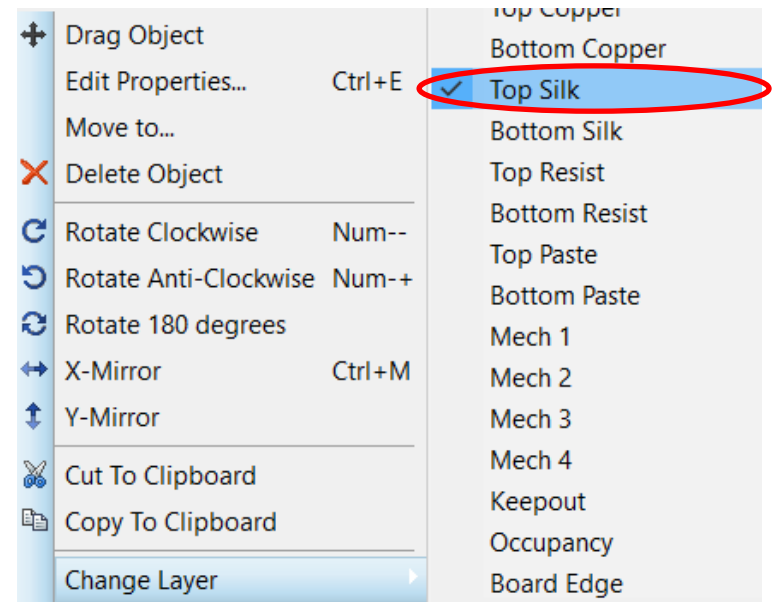 Drag Object
Edit Properties... Ctrl+E
Move to...
Delete Object
Rotate Clockwise Num--
Rotate Anti-Clockwise Num-+
Rotate 180 degrees
X-Mirror Ctrl+M
Y-Mirror
Cut To Clipboard
Copy To Clipboard
Change Layer
Top Copper
Bottom Copper
Top Silk
Bottom Silk
Top Resist
Bottom Resist
Top Paste
Bottom Paste
Mech 1
Mech 2
Mech 3
Mech 4
Keepout
Occupancy
Board Edge